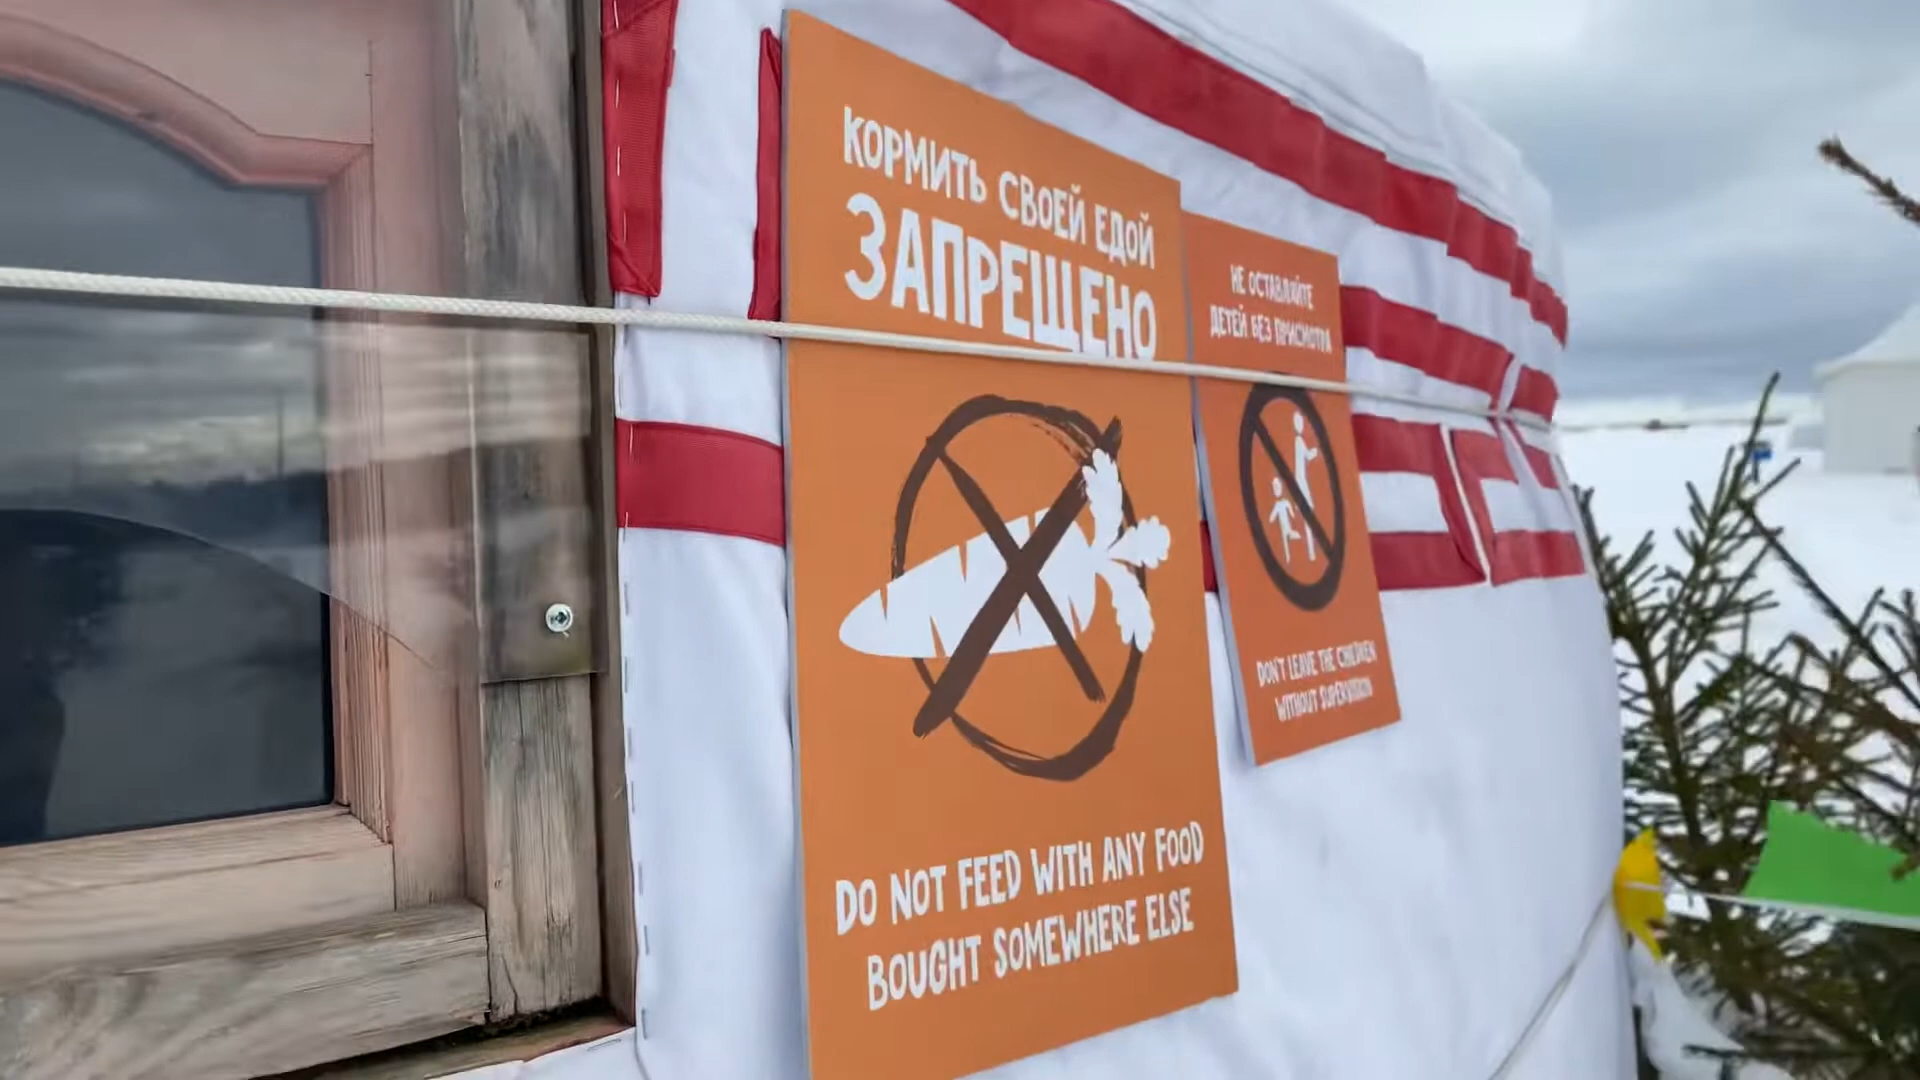 КОРМИТЬ СВОЕЙ ЕДОЙ
ЗАПРЕЩЕНО
DO NOT FEED WITH ANY FOOD
BOUGHT SOMEWHERE ELSE
НЕ ОСТАВЛЯЙТЕ
ДЕТЕЙ БЕЗ ПРИСМОТРА
DON'T LEAVE THE CHILDREN
WITHOUT SUPERVISION